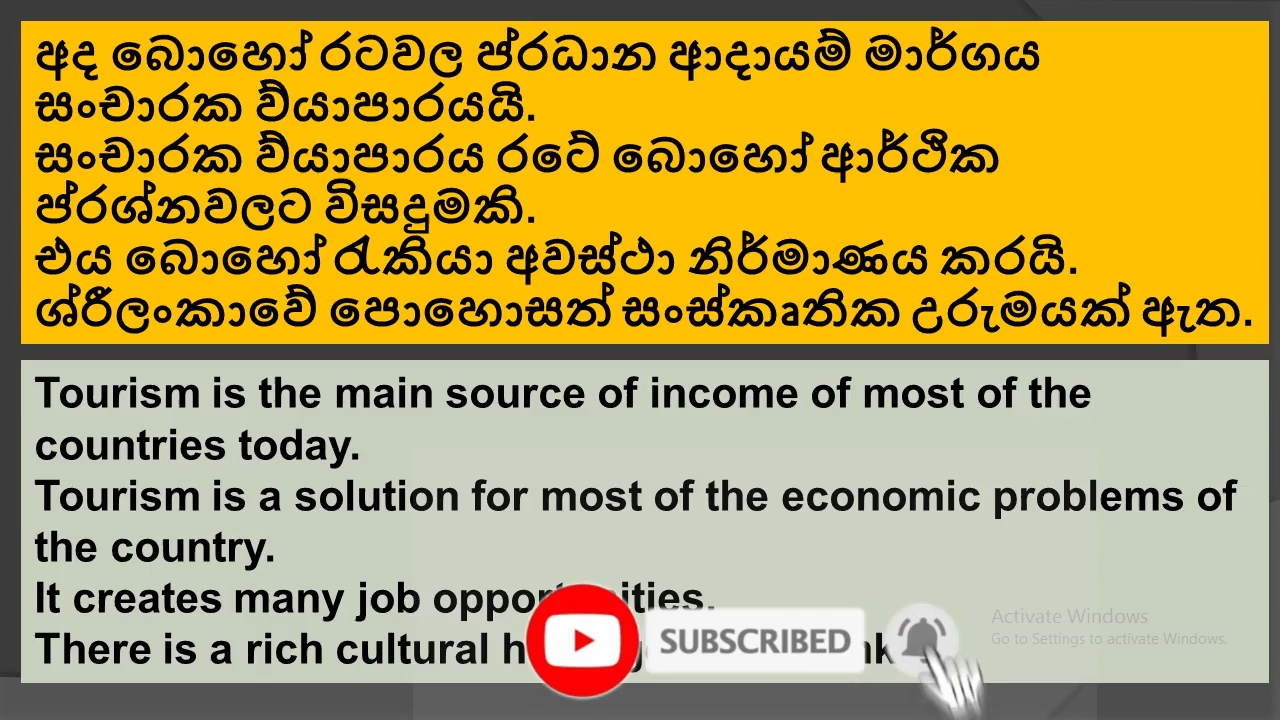 අද බොහෝ රටවල ප්රධාන ආදායම් මාර්ගය
සංචාරක ව්යාපාරයයි.
සංචාරක ව්යාපාරය රටේ බොහෝ ආර්ථික
ප්රශ්නවලට විසදුමකි.
එය බොහෝ රැකියා අවස්ථා නිර්මාණය කරයි.
ශ්රීලංකාවේ පොහොසත් සංස්කෘතික උරුමයක් ඇත.
Tourism is the main source of income of most of the
countries today.
Tourism is a solution for most of the economic problems of
the country.
It creates many job
There is a rich cultural
SUBSCRIBED
Activate Windows
Go to Settings to activate Windows.